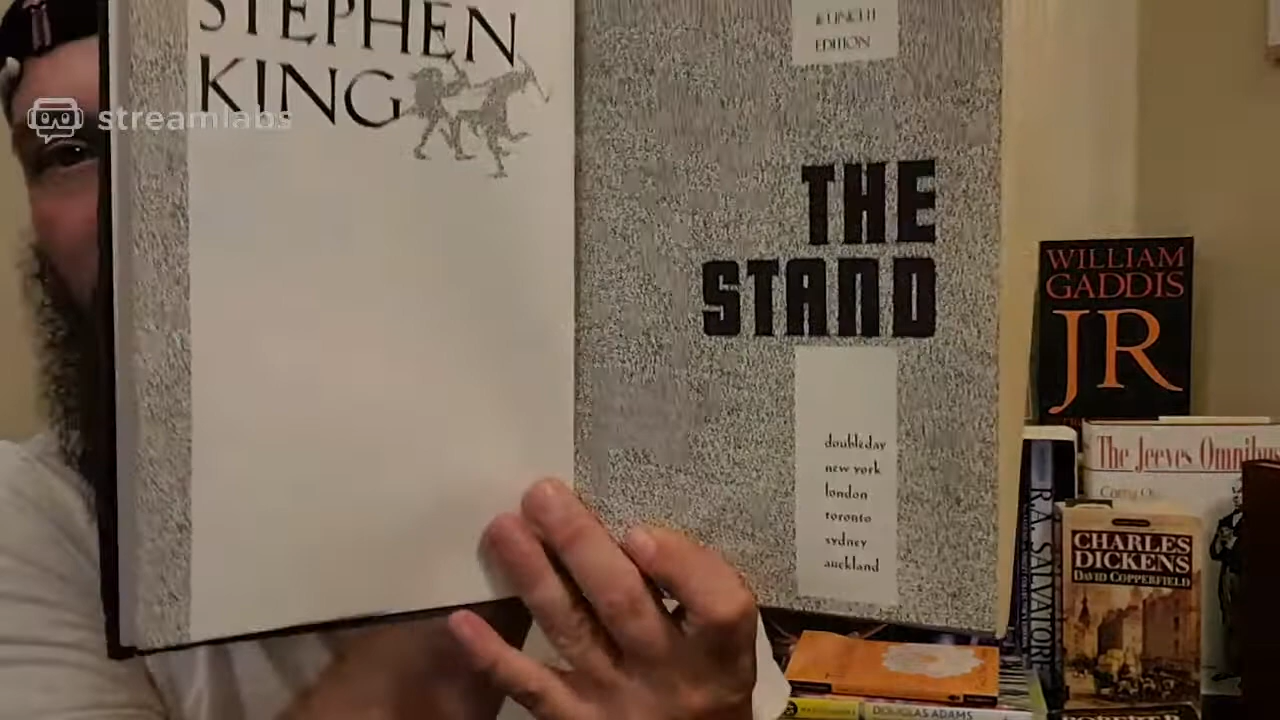 STEPHEN
KING
streamlabs
EDITION
THE
STAND
doubleday
new york
london
toronto
sydney
auckland
WILLIAM
GADDIS
JR
The Jeeves Omnibus
R.A. SALVATORE
CHARLES
DICKENS
DAVID COPPERFIELD
DOUGLAS ADAMS